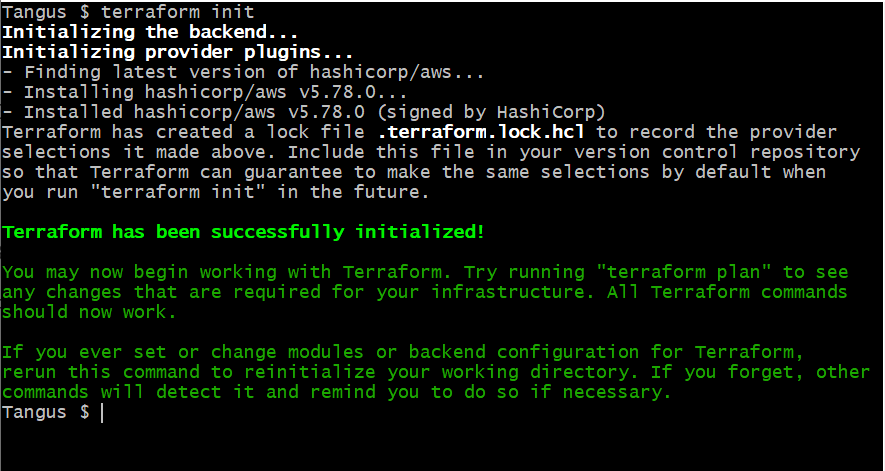 Tangus $ terraform init
Initializing the backend...
Initializing provider plugins...
- Finding latest version of hashicorp/aws...
- Installing hashicorp/aws v5.78.0...
- Installed hashicorp/aws v5.78.0 (signed by HashiCorp)
Terraform has created a lock file .terraform.lock.hcl to record the provider
selections it made above. Include this file in your version control repository
so that Terraform can guarantee to make the same selections by default when
you run "terraform init" in the future.
Terraform has been successfully initialized!
You may now begin working with Terraform. Try running "terraform plan" to see
any changes that are required for your infrastructure. All Terraform commands
should now work.
If you ever set or change modules or backend configuration for Terraform,
rerun this command to reinitialize your working directory. If you forget, other
commands will detect it and remind you to do so if necessary.
Tangus $